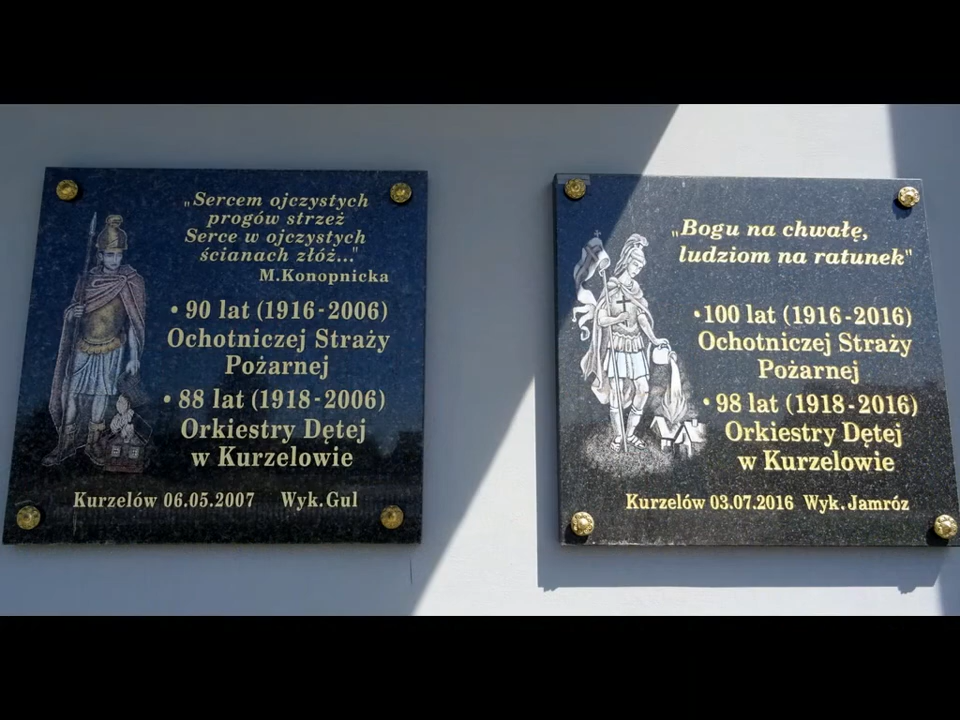 „Sercem ojczystych
progów strzeż
Serce w ojczystych
ścianach złóż..."
M.Konopnicka
• 90 lat (1916-2006)
Ochotniczej Straży
Pożarnej
• 88 lat (1918-2006)
Orkiestry Dętej
w Kurzelowie
Kurzelów 06.05.2007 Wyk.Gul
„Bogu na chwałę,
ludziom na ratunek"
•100 lat (1916-2016)
Ochotniczej Straży
Pożarnej
• 98 lat (1918-2016)
Orkiestry Dętej
w Kurzelowie
Kurzelów 03.07.2016 Wyk.Jamróz